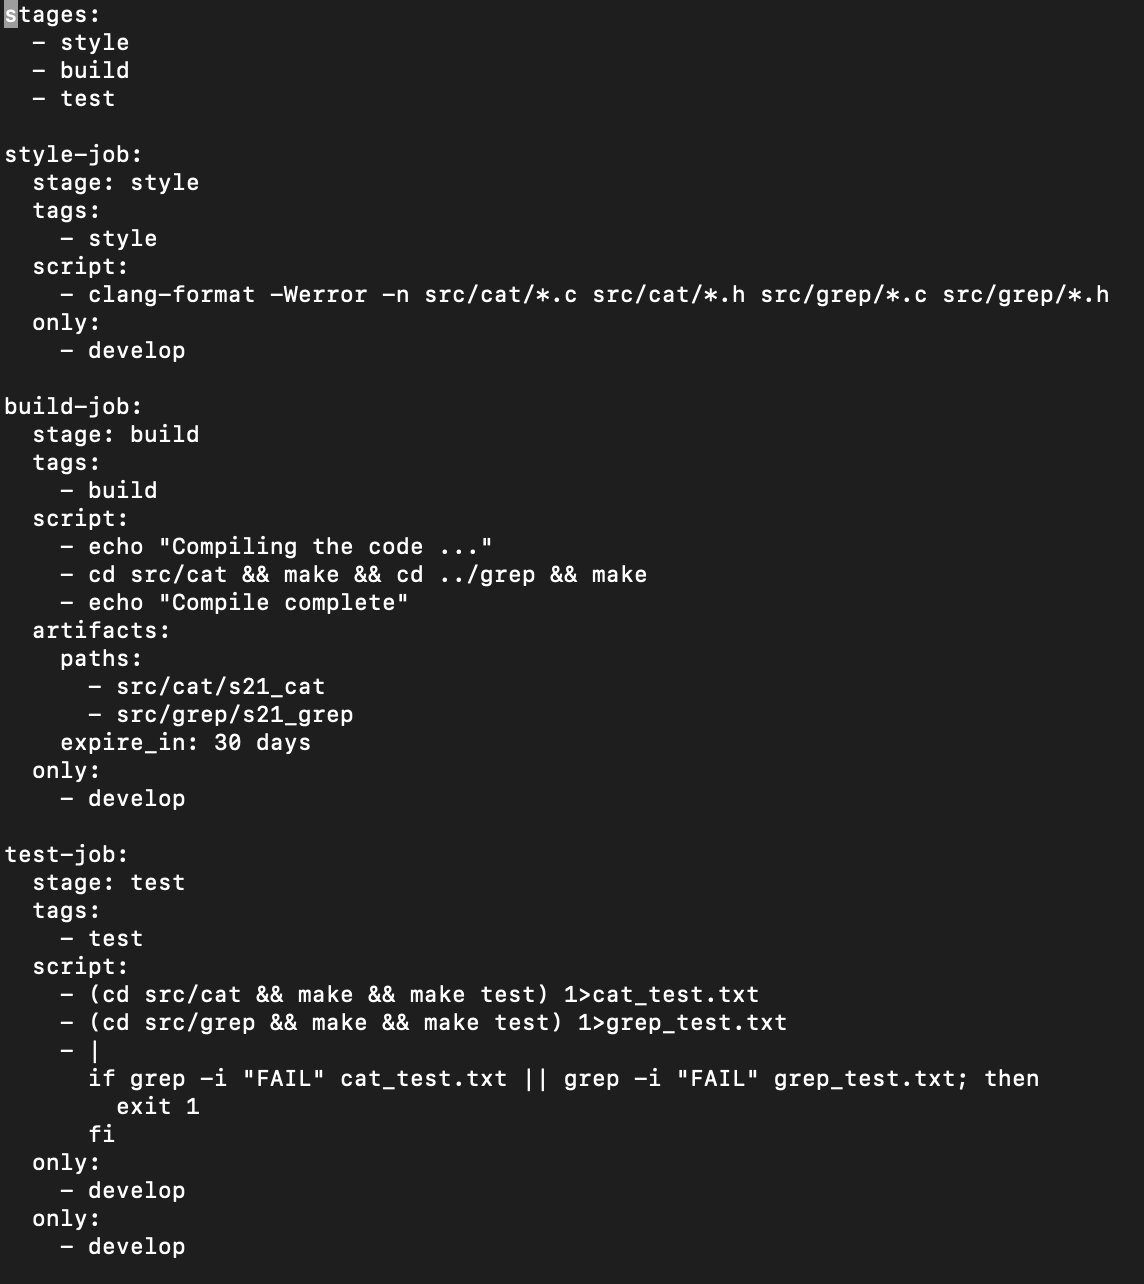 stages:
  - style
  - build
  - test

style-job:
  stage: style
  tags:
    - style
  script:
    - clang-format -Werror -n src/cat/*.c src/cat/*.h src/grep/*.c src/grep/*.h
  only:
    - develop

build-job:
  stage: build
  tags:
    - build
  script:
    - echo "Compiling the code ..."
    - cd src/cat && make && cd ../grep && make
    - echo "Compile complete"
  artifacts:
    paths:
      - src/cat/s21_cat
      - src/grep/s21_grep
    expire_in: 30 days
  only:
    - develop

test-job:
  stage: test
  tags:
    - test
  script:
    - (cd src/cat && make && make test) 1>cat_test.txt
    - (cd src/grep && make && make test) 1>grep_test.txt
    - |
      if grep -i "FAIL" cat_test.txt || grep -i "FAIL" grep_test.txt; then
        exit 1
      fi
  only:
    - develop
  only:
    - develop